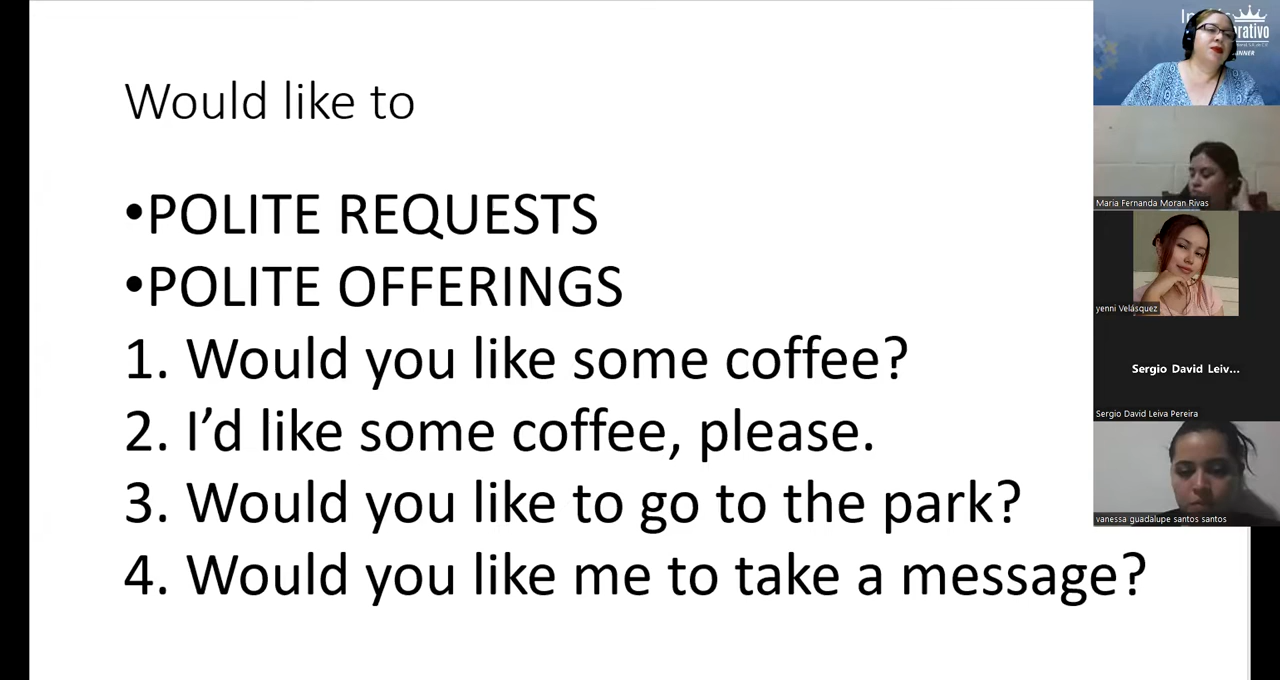 Would like to
•POLITE REQUESTS
•POLITE OFFERINGS
1. Would you like some coffee?
2. I’d like some coffee, please.
3. Would you like to go to the park?
4. Would you like me to take a message?
Maria Fernanda Moran Rivas
yenni Velásquez
Sergio David Leiv...
Sergio David Leiva Pereira
vanessa guadalupe santos santos